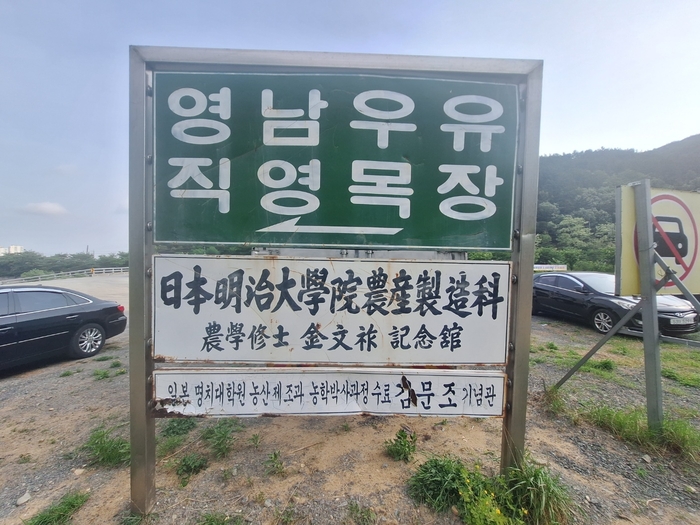 영남우유
직영목장
日本明治大學院農産製造科
農學修士 金文祚 記念館
일본 명치대학원 농산제조과 농학박사과정 수료 김문조 기념관